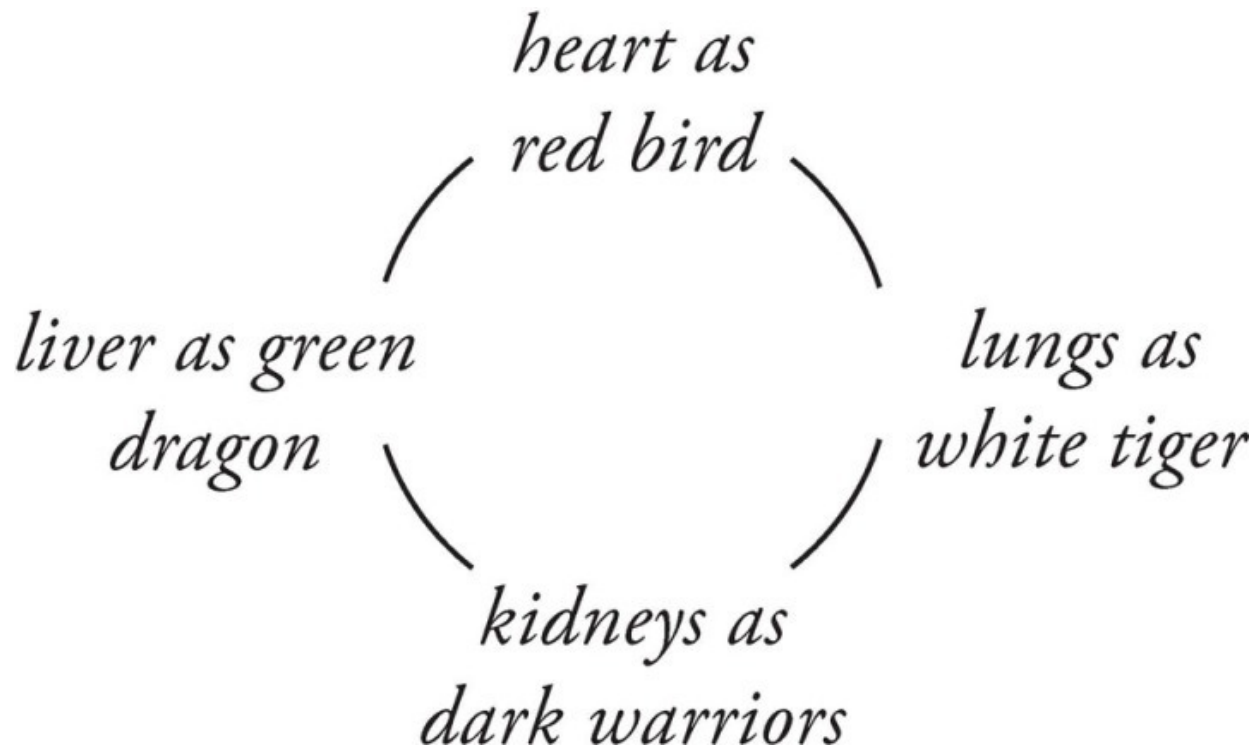 heart as
red bird
liver as green
dragon
lungs as
white tiger
kidneys as
dark warriors